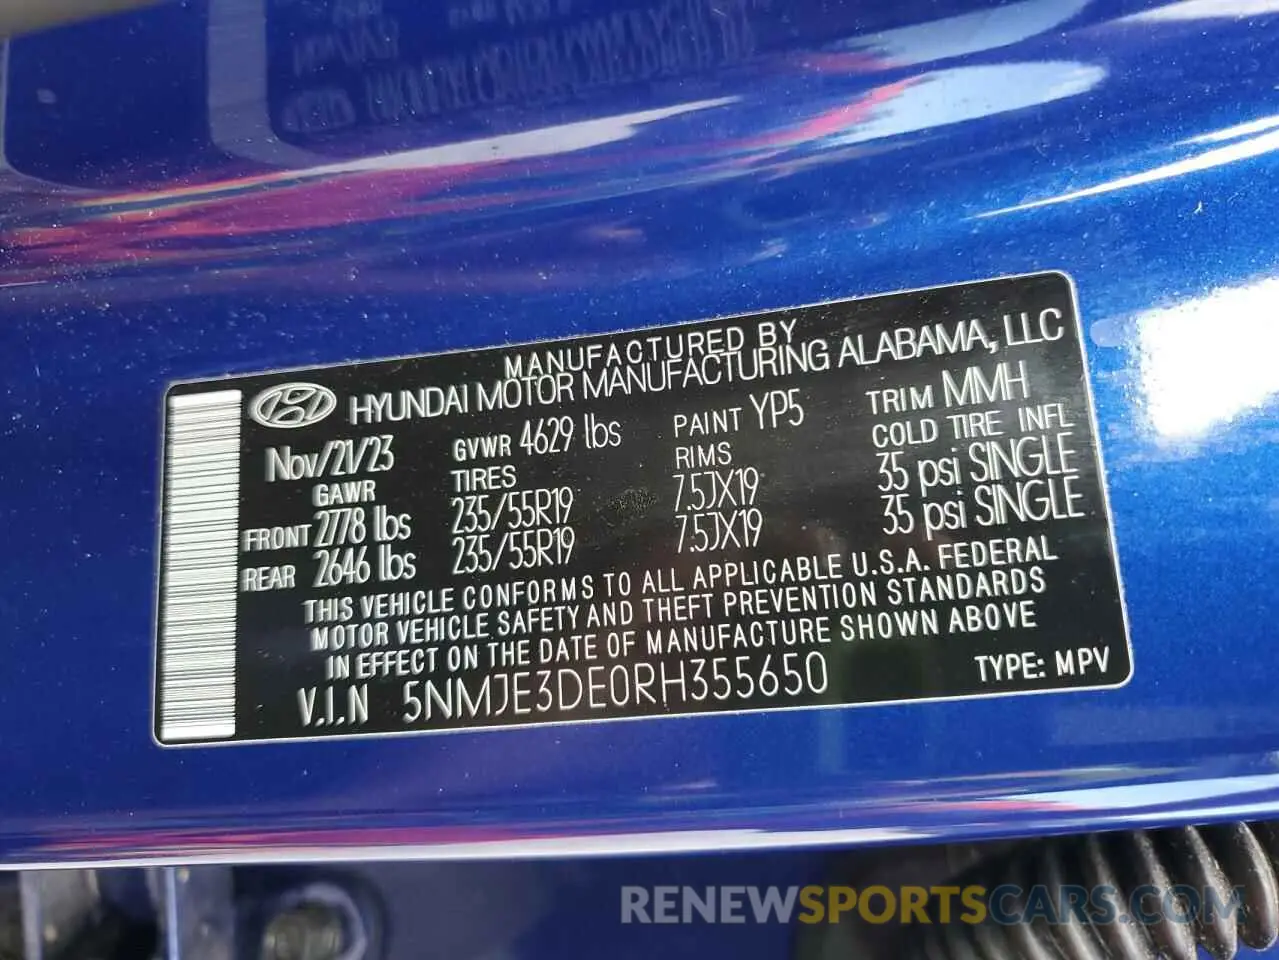 MANUFACTURED BY
HYUNDAI MOTOR MANUFACTURING ALABAMA, LLC
Nov/21/23 GVWR 4629 lbs PAINT YP5 TRIM MMH
GAWR TIRES RIMS COLD TIRE INFL
FRONT 2778 lbs 235/55R19 7.5JX19 35 psi SINGLE
REAR 2646 lbs 235/55R19 7.5JX19 35 psi SINGLE
THIS VEHICLE CONFORMS TO ALL APPLICABLE U.S.A. FEDERAL
MOTOR VEHICLE SAFETY AND THEFT PREVENTION STANDARDS
IN EFFECT ON THE DATE OF MANUFACTURE SHOWN ABOVE
V.I.N 5NMJE3DE0RH355650 TYPE: MPV
RENEWSPORTSCARS.COM